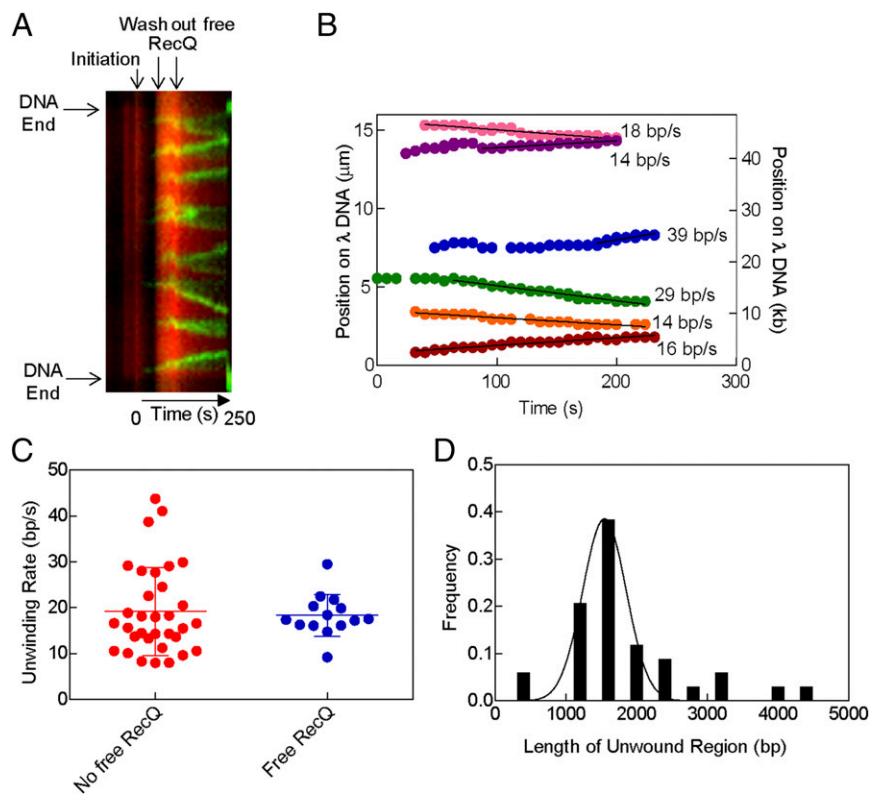 A
Wash out free
RecQ
Initiation
DNA
End
DNA
End
0 Time (s) 250
B
Position on λ DNA (μm)
15
10
5
0
18 bp/s
14 bp/s
39 bp/s
29 bp/s
14 bp/s
16 bp/s
40
30
20
10
0
Position on λ DNA (kb)
0 100 200 300
Time (s)
C
Unwinding Rate (bp/s)
50
40
30
20
10
0
No free RecQ
Free RecQ
D
Frequency
0.5
0.4
0.3
0.2
0.1
0.0
0 1000 2000 3000 4000 5000
Length of Unwound Region (bp)